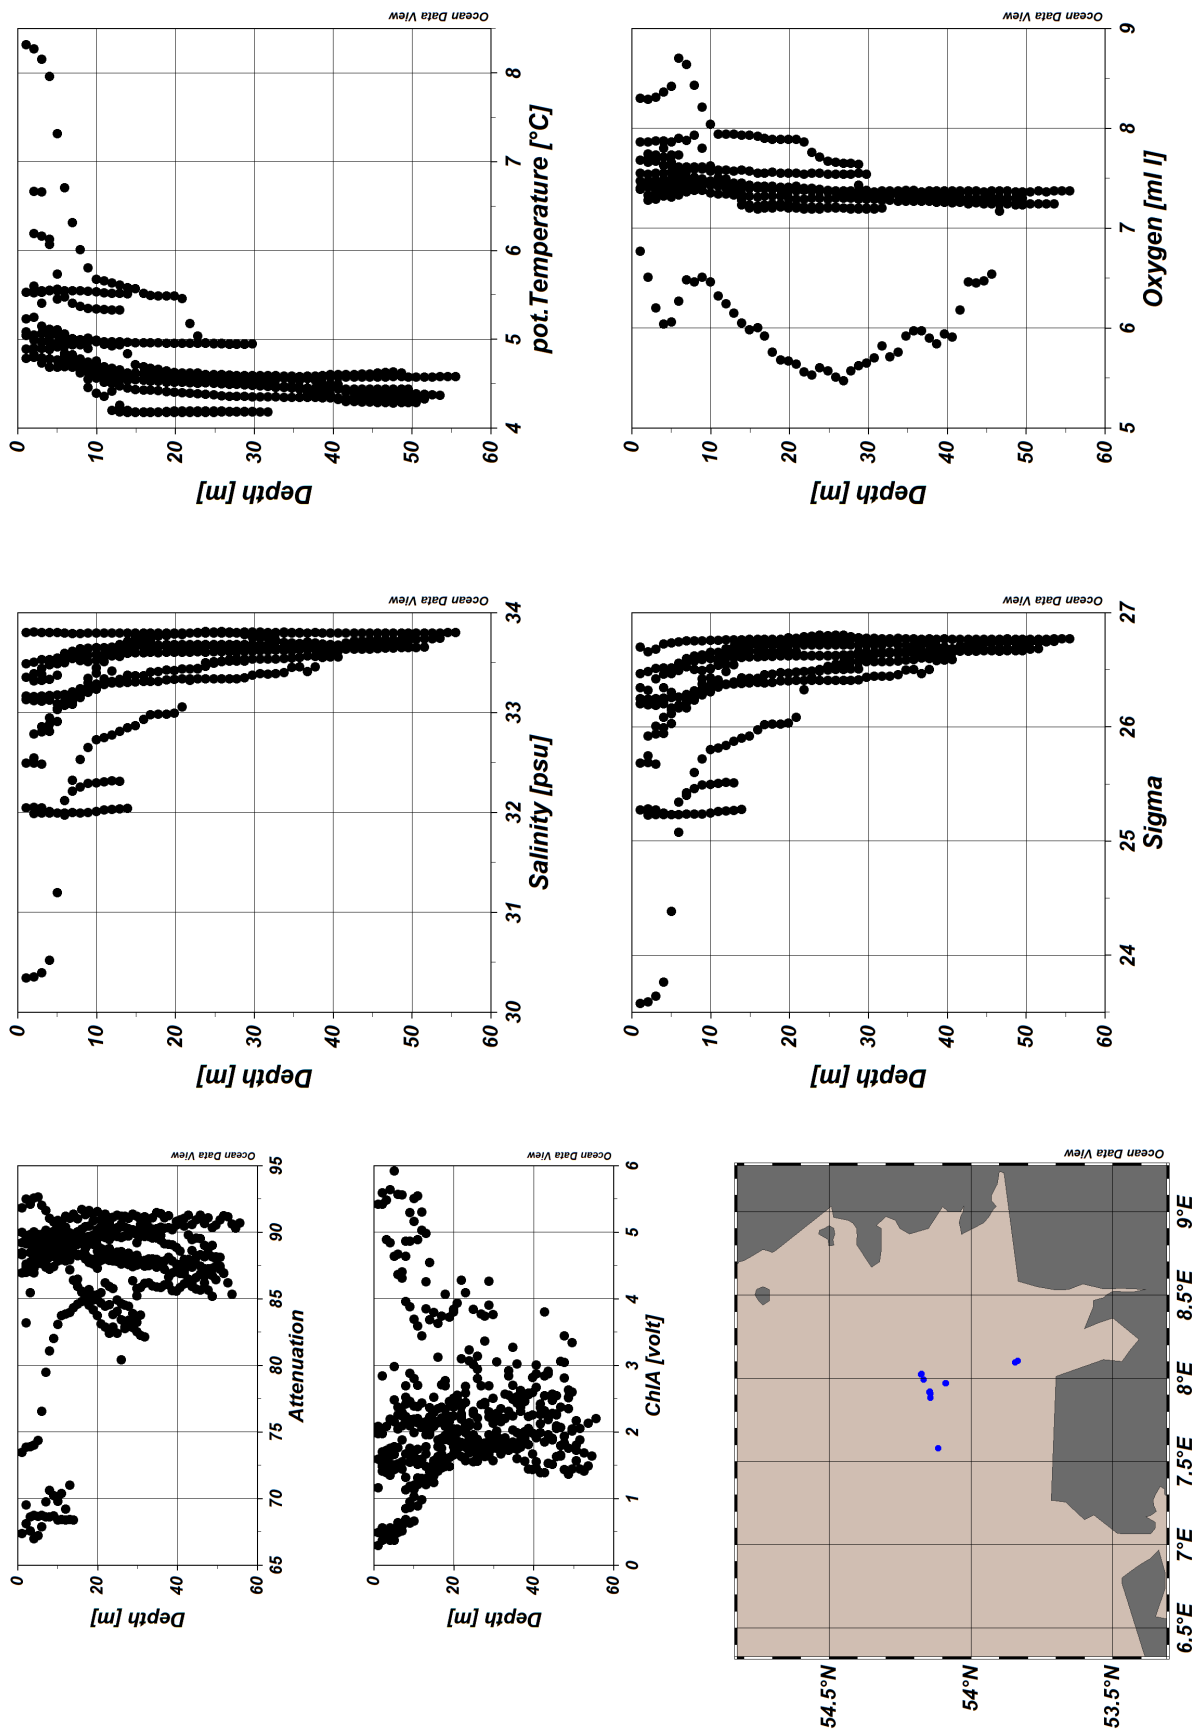 Depth [m]
0
20
40
60
65
70
75
80
85
90
95
Attenuation
Ocean Data View
Depth [m]
0
10
20
30
40
50
60
30
31
32
33
34
Salinity [psu]
Ocean Data View
Depth [m]
0
10
20
30
40
50
60
4
5
6
7
8
pot.Temperature [°C]
Ocean Data View
Depth [m]
0
20
40
60
0
1
2
3
4
5
6
ChlA [volt]
Ocean Data View
54.5°N
54°N
53.5°N
6.5°E
7°E
7.5°E
8°E
8.5°E
9°E
Ocean Data View
Depth [m]
0
10
20
30
40
50
60
24
25
26
27
Sigma
Ocean Data View
Depth [m]
0
10
20
30
40
50
60
5
6
7
8
9
Oxygen [ml l]
Ocean Data View